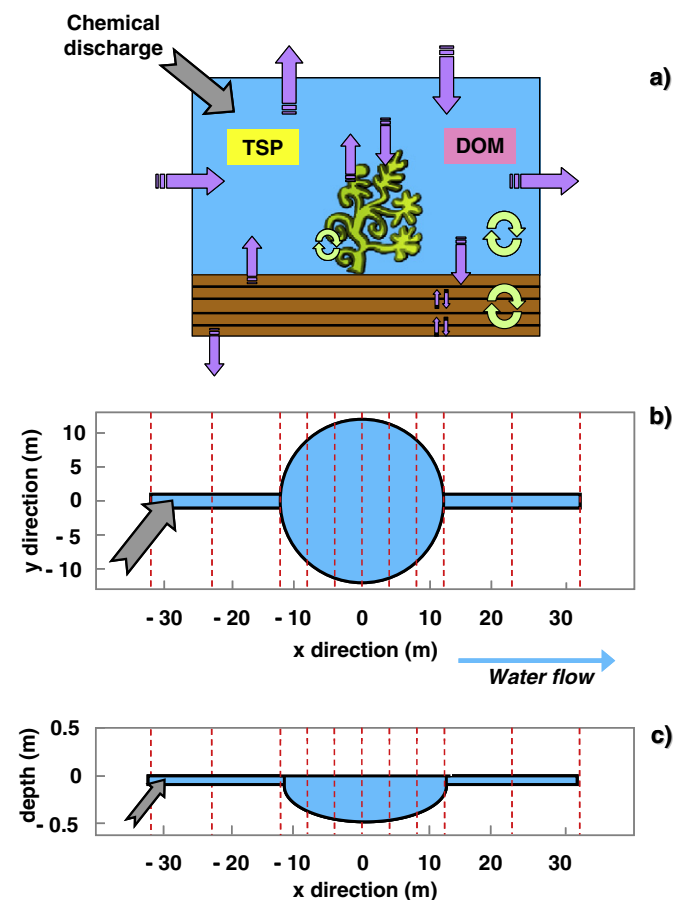 Chemical
discharge
a)
TSP
DOM
b)
10
5
0
- 5
- 10
y direction (m)
- 30 - 20 - 10 0 10 20 30
x direction (m)
Water flow
c)
0.5
0
- 0.5
depth (m)
- 30 - 20 - 10 0 10 20 30
x direction (m)